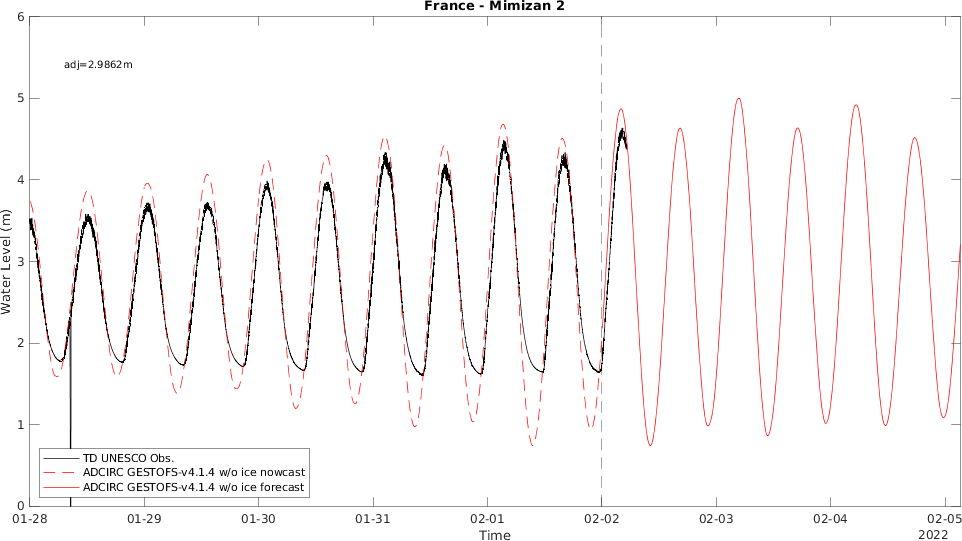 France - Mimizan 2
6
adj=2.9862m
5
4
3
2
1
0
Water Level (m)
TD UNESCO Obs.
ADCIRC GESTOFS-v4.1.4 w/o ice nowcast
ADCIRC GESTOFS-v4.1.4 w/o ice forecast
01-28 01-29 01-30 01-31 02-01 02-02 02-03 02-04 02-05
Time
2022